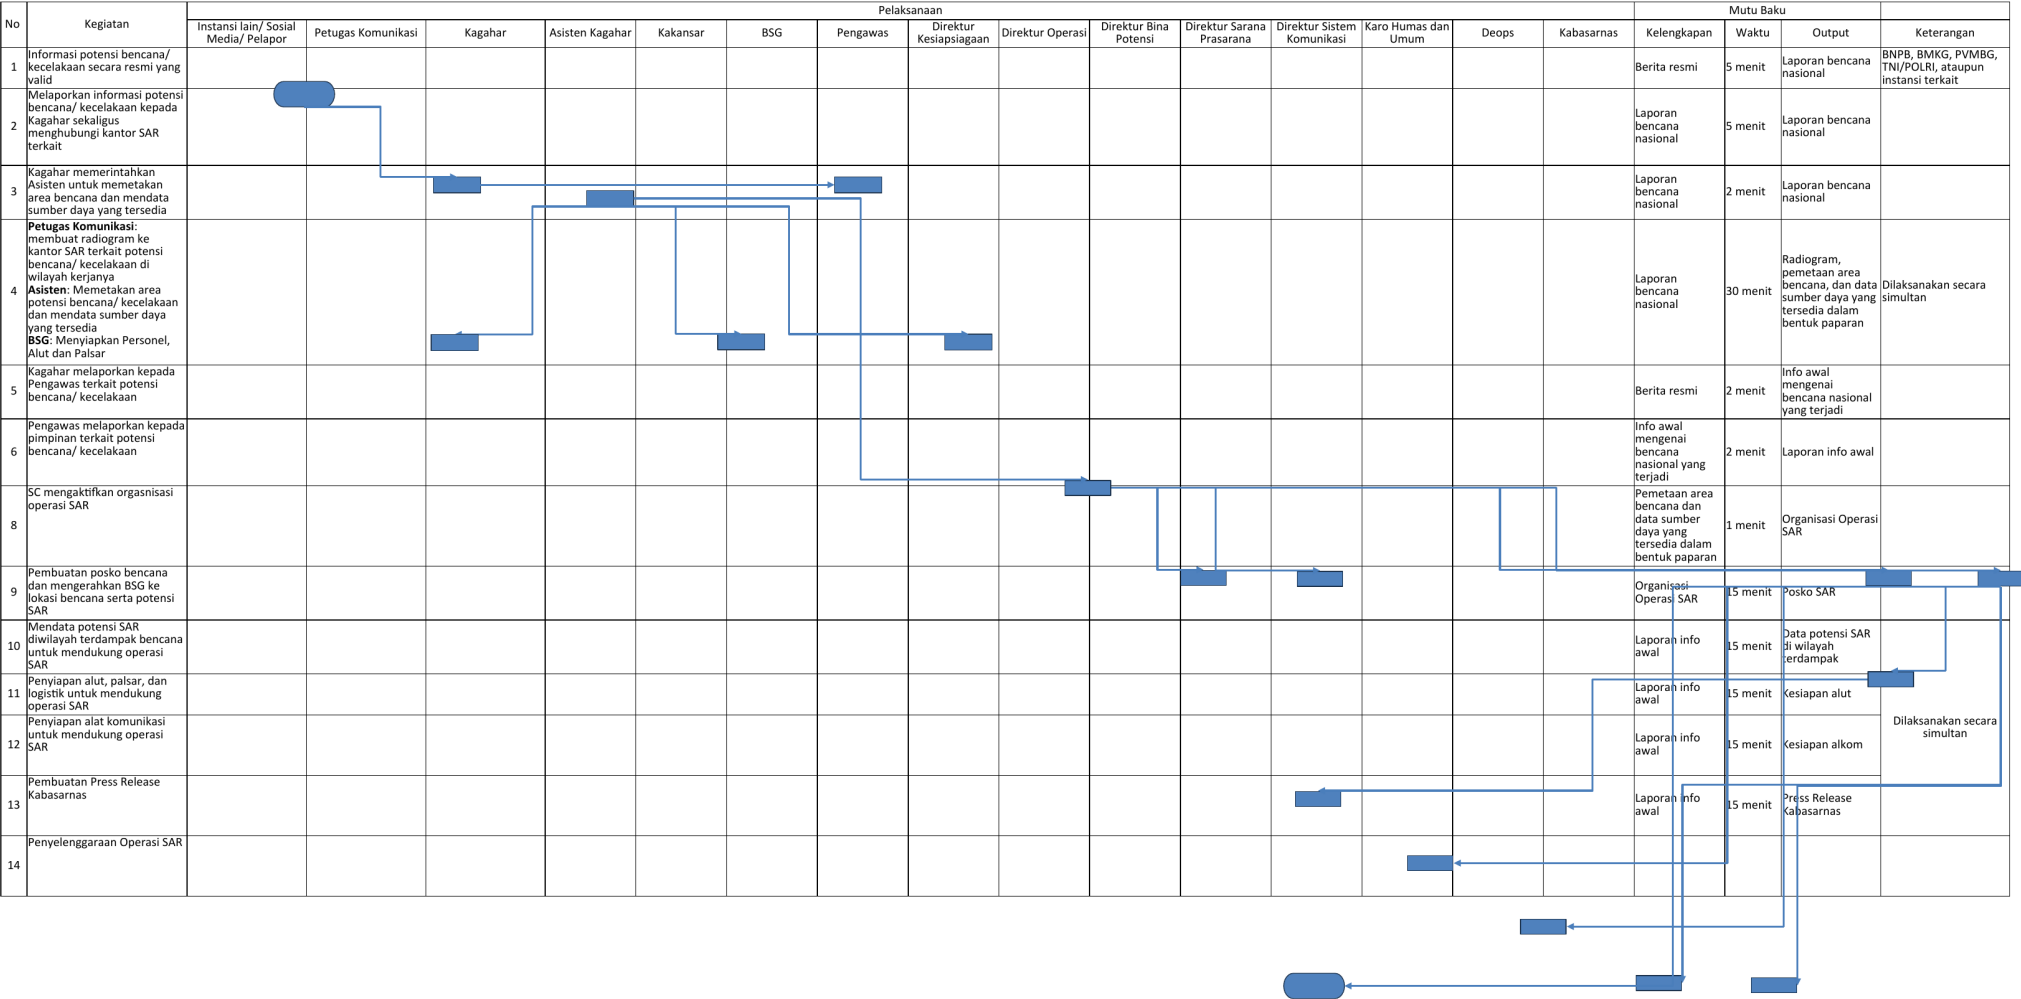 No
Kegiatan
Pelaksanaan
Mutu Baku
Instansi lain/ Sosial
Media/ Pelapor
Petugas Komunikasi
Kagahar
Asisten Kagahar
Kakansar
BSG
Pengawas
Direktur
Kesiapsiagaan
Direktur Operasi
Direktur Bina
Potensi
Direktur Sarana
Prasarana
Direktur Sistem
Komunikasi
Karo Humas dan
Umum
Deops
Kabasarnas
Kelengkapan
Waktu
Output
Keterangan
1
Informasi potensi bencana/
kecelakaan secara resmi yang
valid
Berita resmi
5 menit
Laporan bencana
nasional
BNPB, BMKG, PVMBG,
TNI/POLRI, ataupun
instansi terkait
2
Melaporkan informasi potensi
bencana/ kecelakaan kepada
Kagahar sekaligus
menghubungi kantor SAR
terkait
Laporan
bencana
nasional
5 menit
Laporan bencana
nasional
3
Kagahar memerintahkan
Asisten untuk memetakan
area bencana dan mendata
sumber daya yang tersedia
Laporan
bencana
nasional
2 menit
Laporan bencana
nasional
4
Petugas Komunikasi:
membuat radiogram ke
kantor SAR terkait potensi
bencana/ kecelakaan di
wilayah kerjanya
Asisten: Memetakan area
potensi bencana/ kecelakaan
dan mendata sumber daya
yang tersedia
BSG: Menyiapkan Personel,
Alut dan Palsar
Laporan
bencana
nasional
30 menit
Radiogram,
pemetaan area
bencana, dan data
sumber daya yang
tersedia dalam
bentuk paparan
Dilaksanakan secara
simultan
5
Kagahar melaporkan kepada
Pengawas terkait potensi
bencana/ kecelakaan
Berita resmi
2 menit
Info awal
mengenai
bencana nasional
yang terjadi
6
Pengawas melaporkan kepada
pimpinan terkait potensi
bencana/ kecelakaan
Info awal
mengenai
bencana
nasional yang
terjadi
2 menit
Laporan info awal
8
SC mengaktifkan orgasnisasi
operasi SAR
Pemetaan area
bencana dan
data sumber
daya yang
tersedia dalam
bentuk paparan
1 menit
Organisasi Operasi
SAR
9
Pembuatan posko bencana
dan mengerahkan BSG ke
lokasi bencana serta potensi
SAR
Organisasi
Operasi SAR
15 menit
Posko SAR
10
Mendata potensi SAR
diwilayah terdampak bencana
untuk mendukung operasi
SAR
Laporan info
awal
15 menit
Data potensi SAR
di wilayah
terdampak
11
Penyiapan alut, palsar, dan
logistik untuk mendukung
operasi SAR
Laporan info
awal
15 menit
Kesiapan alut
Dilaksanakan secara
simultan
12
Penyiapan alat komunikasi
untuk mendukung operasi
SAR
Laporan info
awal
15 menit
Kesiapan alkom
13
Pembuatan Press Release
Kabasarnas
Laporan info
awal
15 menit
Press Release
Kabasarnas
14
Penyelenggaraan Operasi SAR